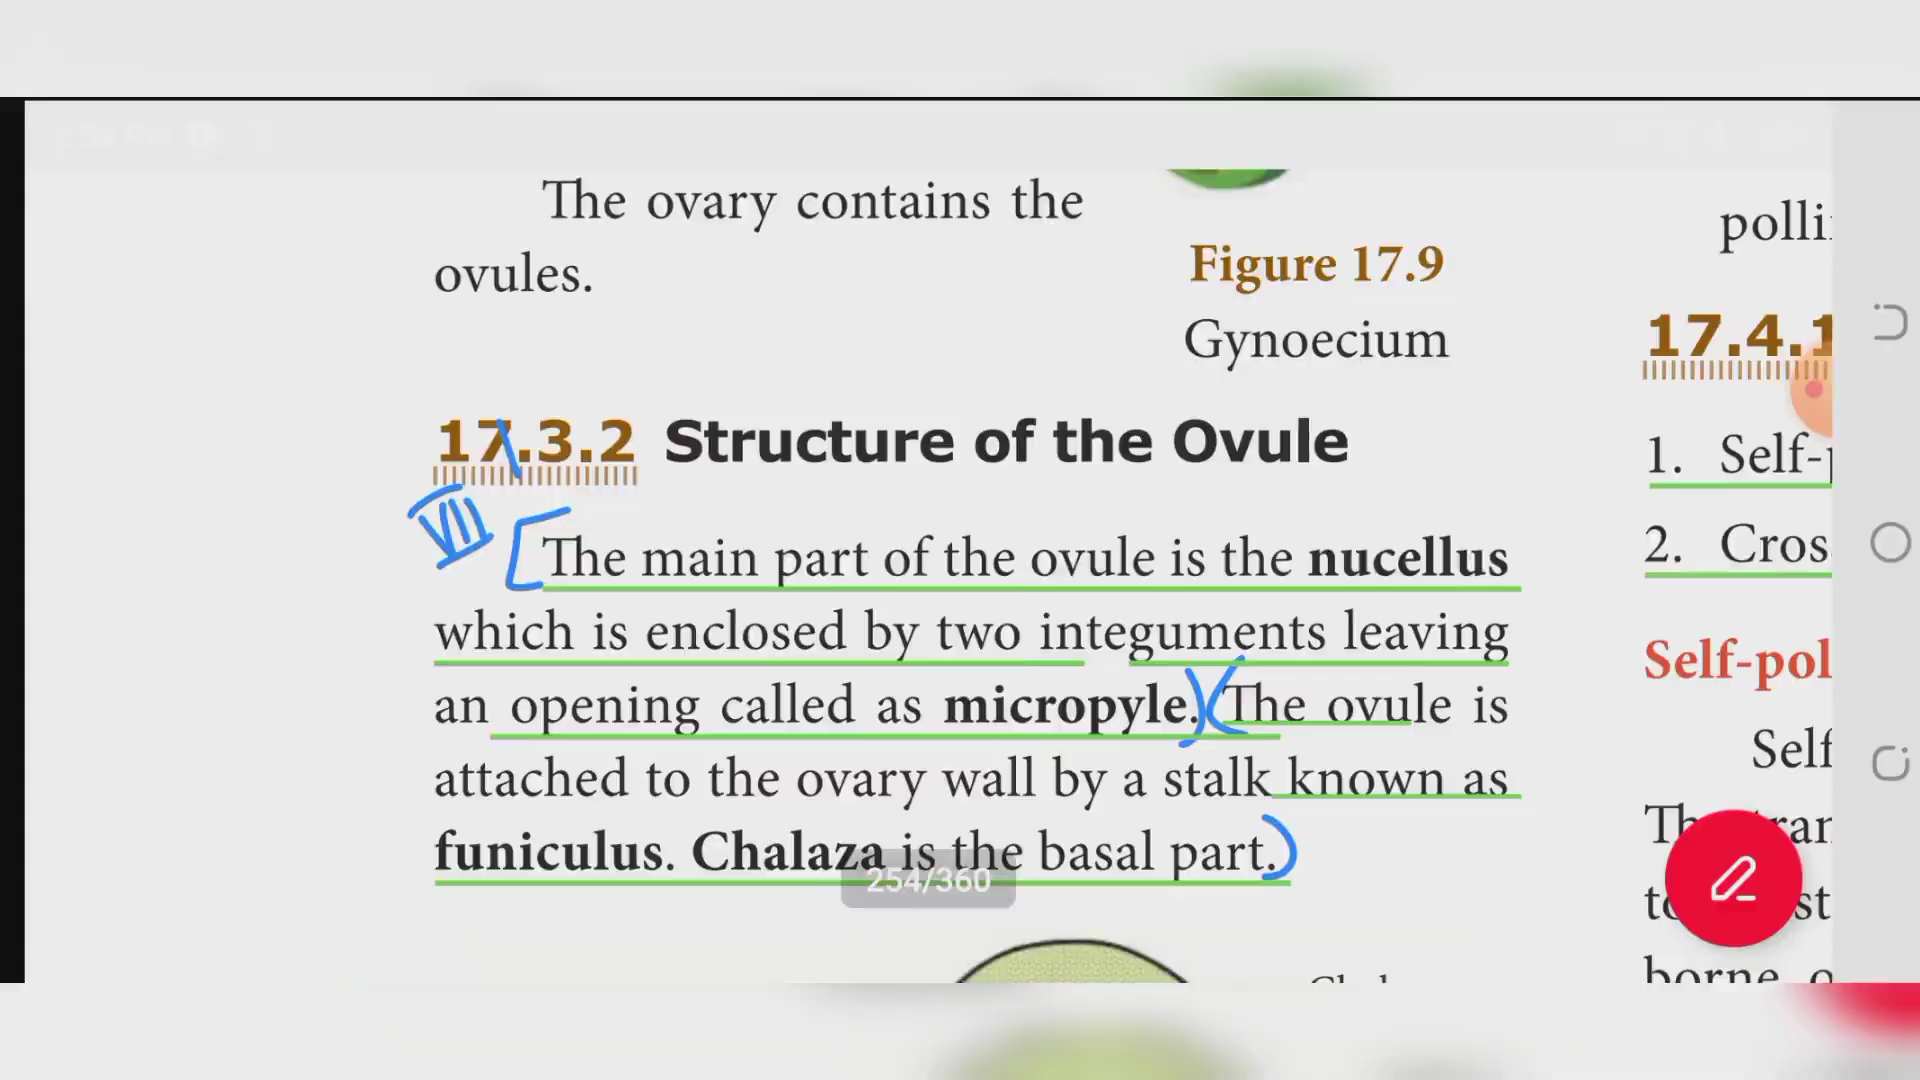 The ovary contains the
ovules.
Figure 17.9
Gynoecium
17.3.2 Structure of the Ovule
VII
The main part of the ovule is the nucellus
which is enclosed by two integuments leaving
an opening called as micropyle. The ovule is
attached to the ovary wall by a stalk known as
funiculus. Chalaza is the basal part.
254/360
17.4.1
1. Self-
2. Cros
Self-pol
Self
borne